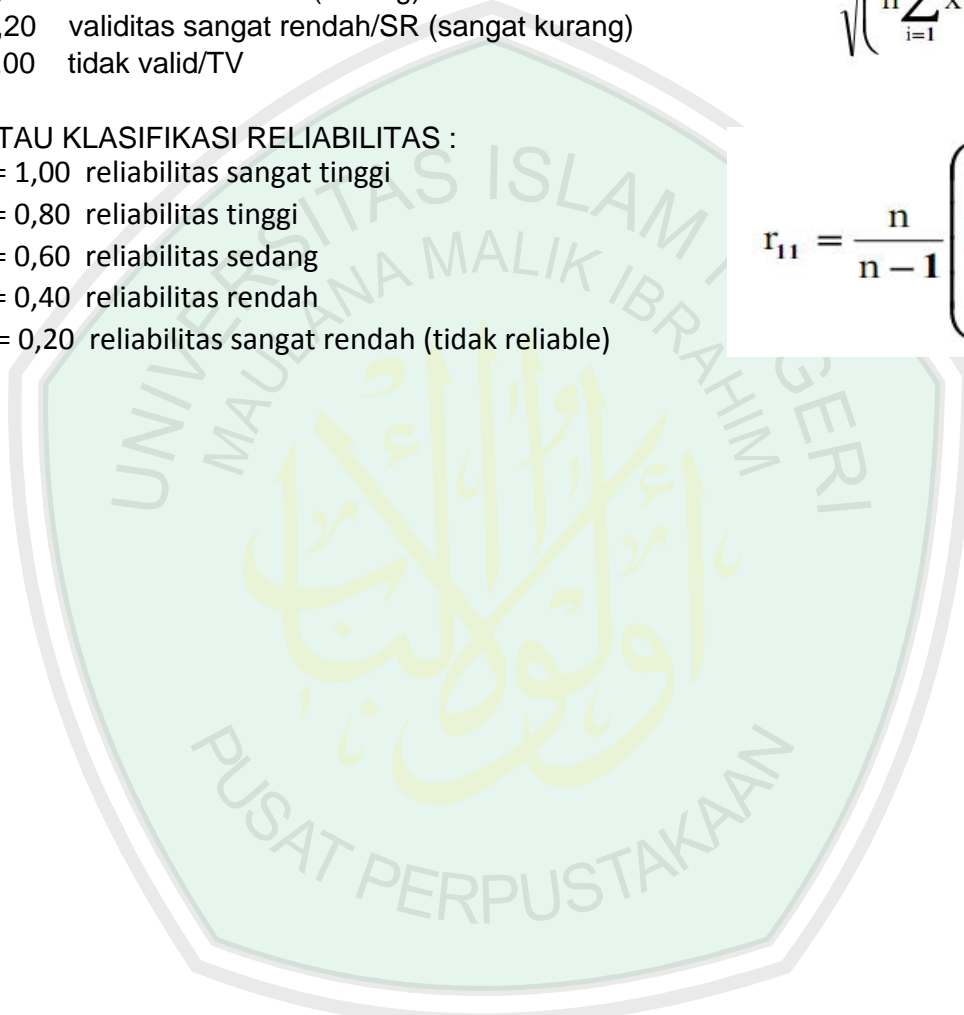 ,20 validitas sangat rendah/SR (sangat kurang)
.00 tidak valid/TV
TAU KLASIFIKASI RELIABILITAS :
= 1,00 reliabilitas sangat tinggi
= 0,80 reliabilitas tinggi
= 0,60 reliabilitas sedang
= 0,40 reliabilitas rendah
= 0,20 reliabilitas sangat rendah (tidak reliable)
r₁₁ = n / n − 1 (
UNIVERSITAS ISLAM NEGERI
MAULANA MALIK IBRAHIM
PUSAT PERPUSTAKAAN